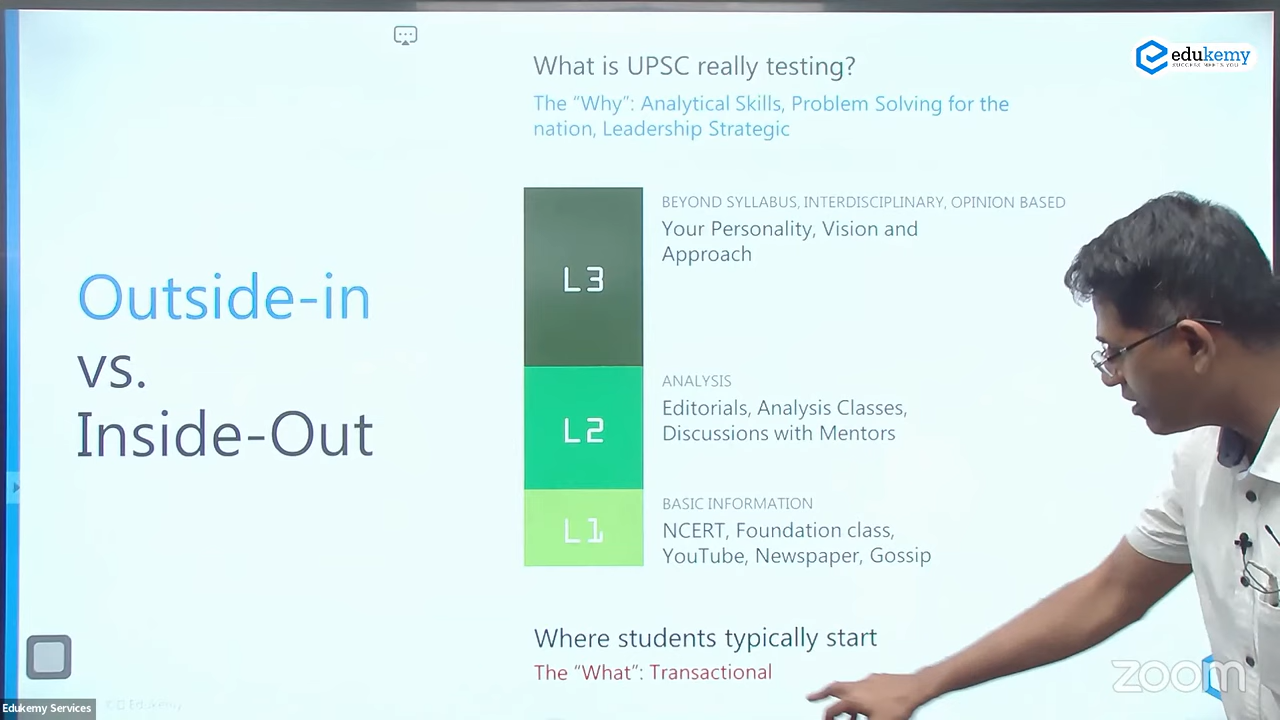 What is UPSC really testing?
The “Why”: Analytical Skills, Problem Solving for the
nation, Leadership Strategic
edukemy
Outside-in
vs.
Inside-Out
L3
BEYOND SYLLABUS, INTERDISCIPLINARY, OPINION BASED
Your Personality, Vision and
Approach
L2
ANALYSIS
Editorials, Analysis Classes,
Discussions with Mentors
L1
BASIC INFORMATION
NCERT, Foundation class,
YouTube, Newspaper, Gossip
Where students typically start
The “What”: Transactional
zoom
Edukemy Services
Edukemy